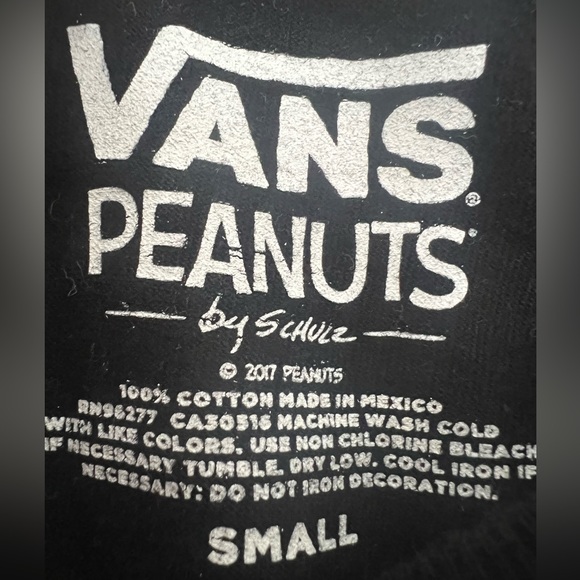 VANS®
PEANUTS
by SCHULZ
© 2017 PEANUTS
100% COTTON MADE IN MEXICO
RN96277 CA30316 MACHINE WASH COLD
WITH LIKE COLORS. USE NON CHLORINE BLEACH
IF NECESSARY TUMBLE DRY LOW. COOL IRON IF
NECESSARY: DO NOT IRON DECORATION.
SMALL